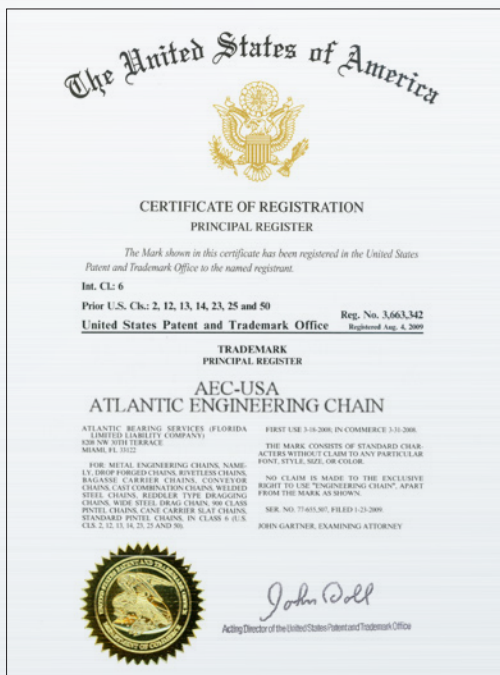 The United States of America
CERTIFICATE OF REGISTRATION
PRINCIPAL REGISTER
The Mark shown in this certificate has been registered in the United States
Patent and Trademark Office to the named registrant.
Int. Cl.: 6
Prior U.S. Cls.: 2, 12, 13, 14, 23, 25 and 50
Reg. No. 3,663,342
United States Patent and Trademark Office
Registered Aug. 4, 2009
TRADEMARK
PRINCIPAL REGISTER
AEC-USA
ATLANTIC ENGINEERING CHAIN
ATLANTIC BEARING SERVICES (FLORIDA
LIMITED LIABILITY COMPANY)
8208 NW 30TH TERRACE
MIAMI, FL 33122
FOR: METAL ENGINEERING CHAINS, NAME-
LY, DROP FORGED CHAINS, RIVETLESS CHAINS,
BAGASSE CARRIER CHAINS, CONVEYOR
CHAINS, CAST COMBINATION CHAINS, WELDED
STEEL CHAINS, REDDLER TYPE DRAGGING
CHAINS, WIDE STEEL DRAG CHAIN, 900 CLASS
PINTEL CHAINS, CANE CARRIER SLAT CHAINS,
STANDARD PINTEL CHAINS, IN CLASS 6 (U.S.
CLS. 2, 12, 13, 14, 23, 25 AND 50).
FIRST USE 3-18-2008; IN COMMERCE 3-31-2008.
THE MARK CONSISTS OF STANDARD CHAR-
ACTERS WITHOUT CLAIM TO ANY PARTICULAR
FONT, STYLE, SIZE, OR COLOR.
NO CLAIM IS MADE TO THE EXCLUSIVE
RIGHT TO USE "ENGINEERING CHAIN", APART
FROM THE MARK AS SHOWN.
SER. NO. 77-655,507, FILED 1-23-2009.
JOHN GARTNER, EXAMINING ATTORNEY
John Doll
Acting Director of the United States Patent and Trademark Office